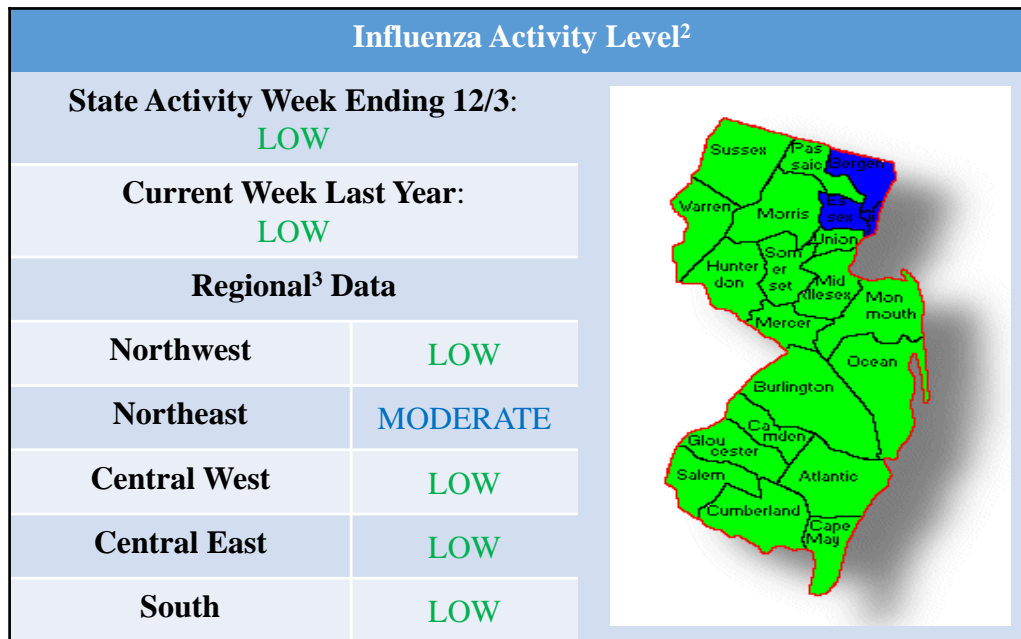 Influenza Activity Level²
State Activity Week Ending 12/3:
LOW
Current Week Last Year:
LOW
Regional³ Data
Northwest LOW
Northeast MODERATE
Central West LOW
Central East LOW
South LOW
Sussex
Pas
saic
Bergen
Warren
Morris
Es
sex
Union
Hunter
don
Som
er
set
Mid
dlesex
Mon
mouth
Mercer
Ocean
Burlington
Ca
mden
Glou
cester
Salem
Atlantic
Cumberland
Cape
May